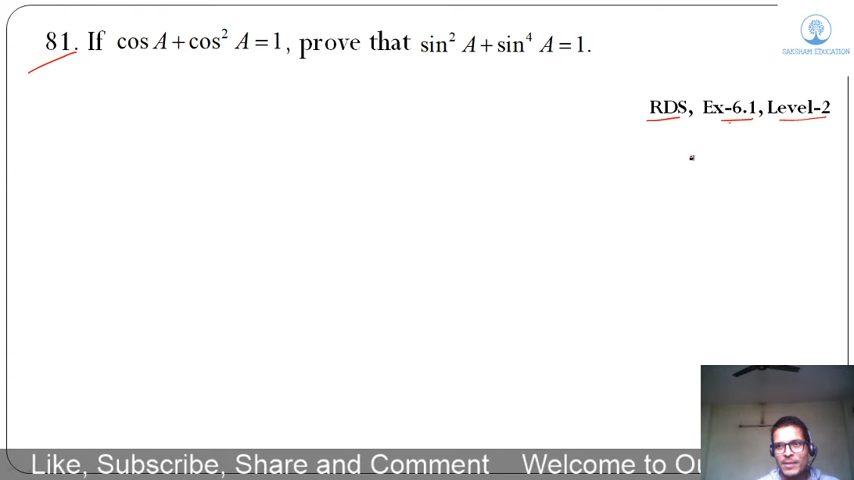 81. If cos A + cos² A = 1, prove that sin² A + sin⁴ A = 1.
SAKSHAM EDUCATION
RDS, Ex-6.1, Level-2
Like, Subscribe, Share and Comment Welcome to Ou